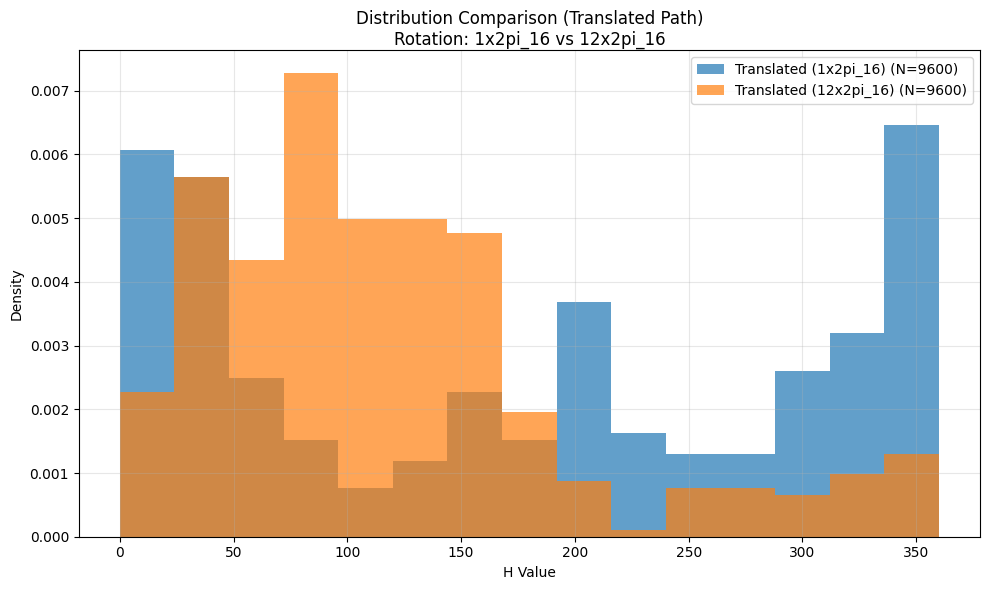 Distribution Comparison (Translated Path)
Rotation: 1x2pi_16 vs 12x2pi_16
Translated (1x2pi_16) (N=9600)
Translated (12x2pi_16) (N=9600)
0.007
0.006
0.005
0.004
0.003
0.002
0.001
0.000
Density
0 50 100 150 200 250 300 350
H Value